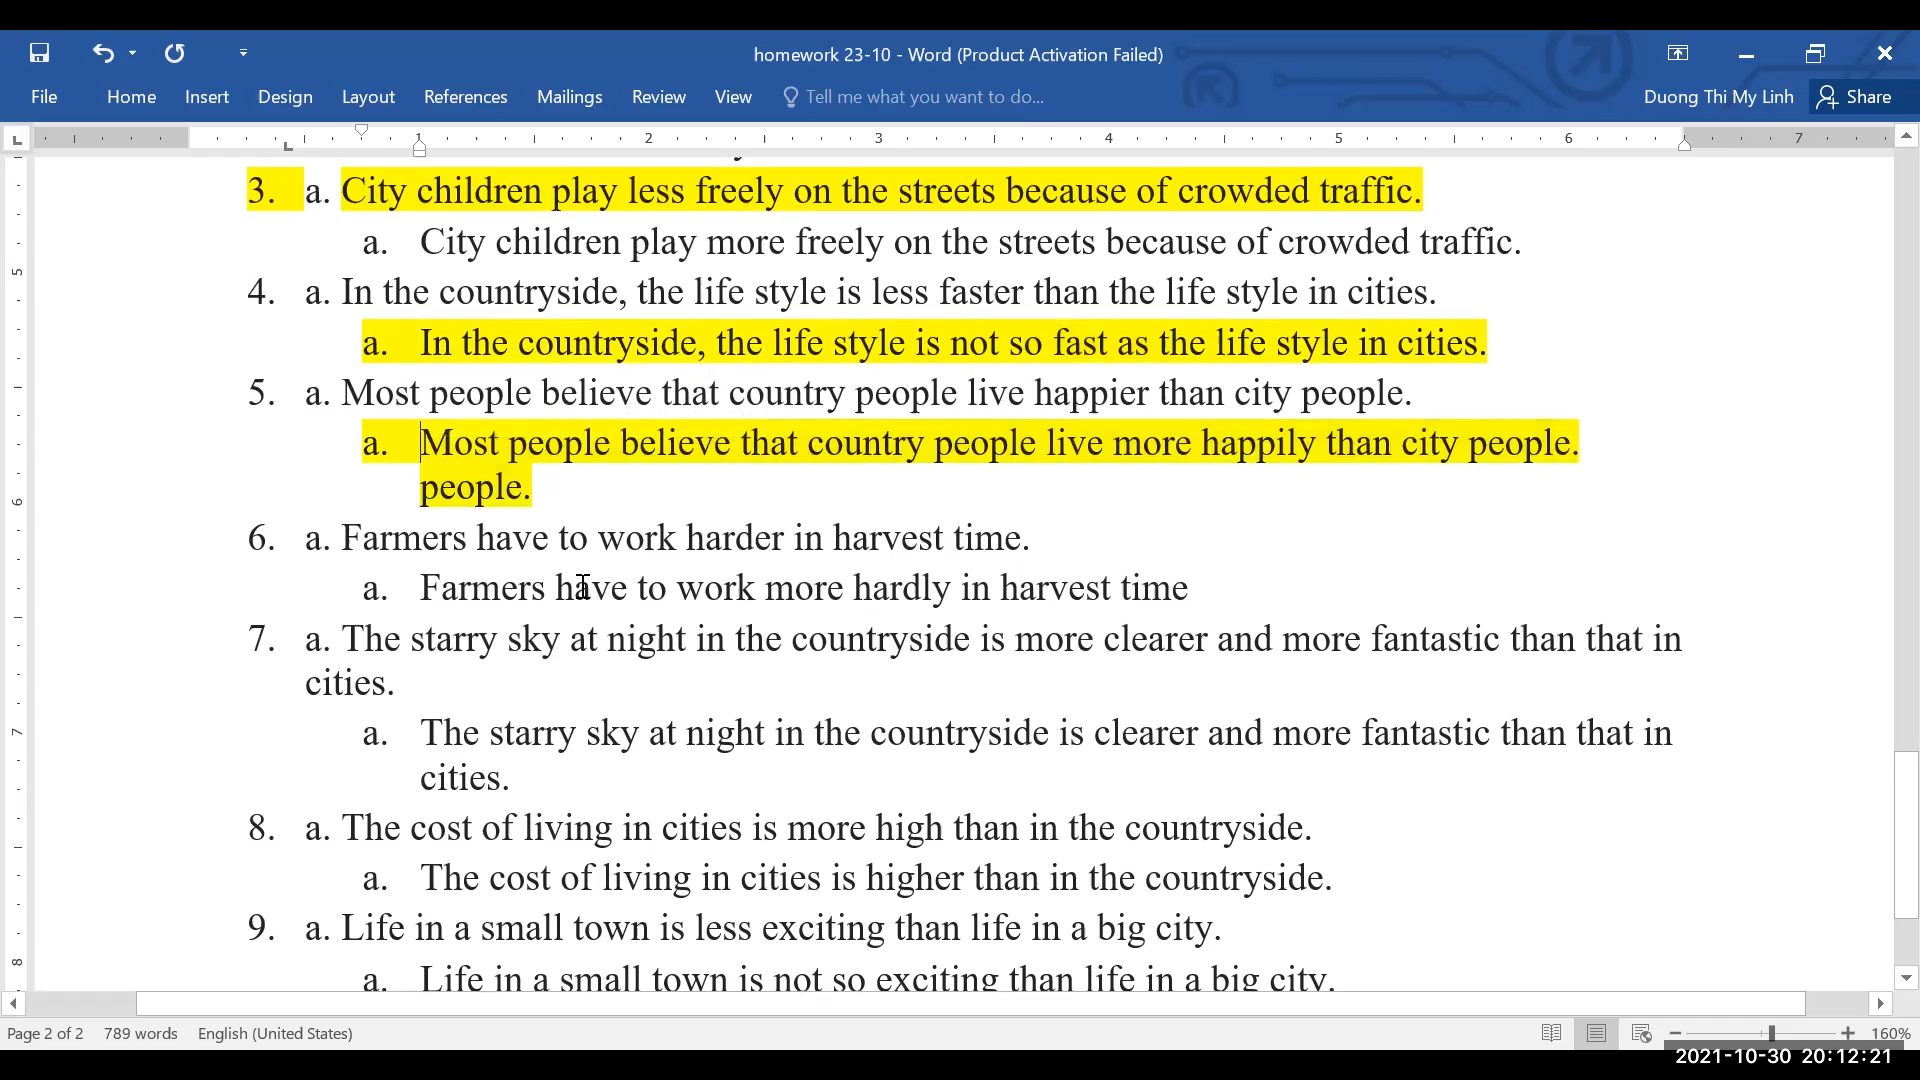 homework 23-10 - Word (Product Activation Failed)
File Home Insert Design Layout References Mailings Review View Tell me what you want to do... Duong Thi My Linh Share
1 2 3 4 5 6 7
3. a. City children play less freely on the streets because of crowded traffic.
a. City children play more freely on the streets because of crowded traffic.
4. a. In the countryside, the life style is less faster than the life style in cities.
a. In the countryside, the life style is not so fast as the life style in cities.
5. a. Most people believe that country people live happier than city people.
a. Most people believe that country people live more happily than city people.
people.
6. a. Farmers have to work harder in harvest time.
a. Farmers have to work more hardly in harvest time
7. a. The starry sky at night in the countryside is more clearer and more fantastic than that in
cities.
a. The starry sky at night in the countryside is clearer and more fantastic than that in
cities.
8. a. The cost of living in cities is more high than in the countryside.
a. The cost of living in cities is higher than in the countryside.
9. a. Life in a small town is less exciting than life in a big city.
a. Life in a small town is not so exciting than life in a big city.
5
6
7
8
Page 2 of 2 789 words English (United States) 160%
2021-10-30 20:12:21